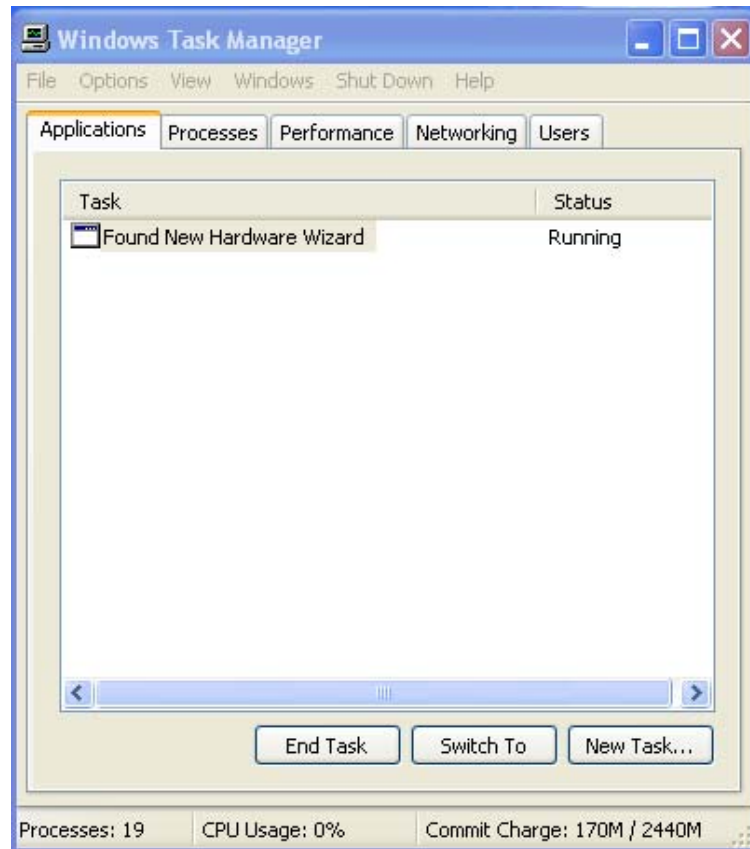 Windows Task Manager
File Options View Windows Shut Down Help
Applications Processes Performance Networking Users
Task Status
Found New Hardware Wizard Running
End Task Switch To New Task...
Processes: 19 CPU Usage: 0% Commit Charge: 170M / 2440M